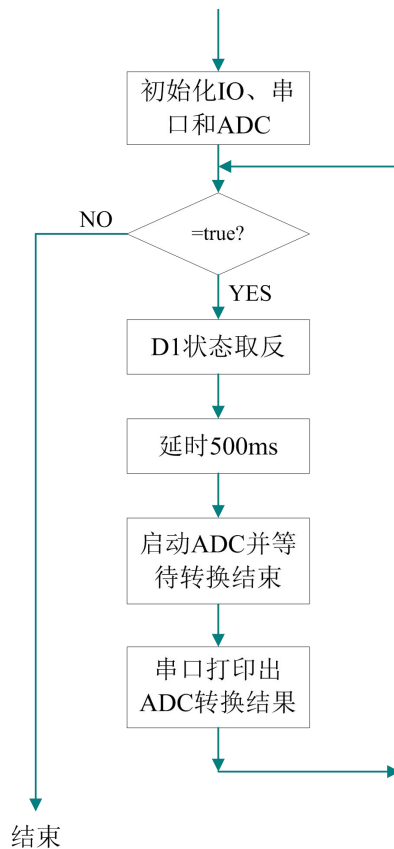 初始化IO、串
口和ADC
NO
=true?
YES
D1状态取反
延时500ms
启动ADC并等
待转换结束
串口打印出
ADC转换结果
结束